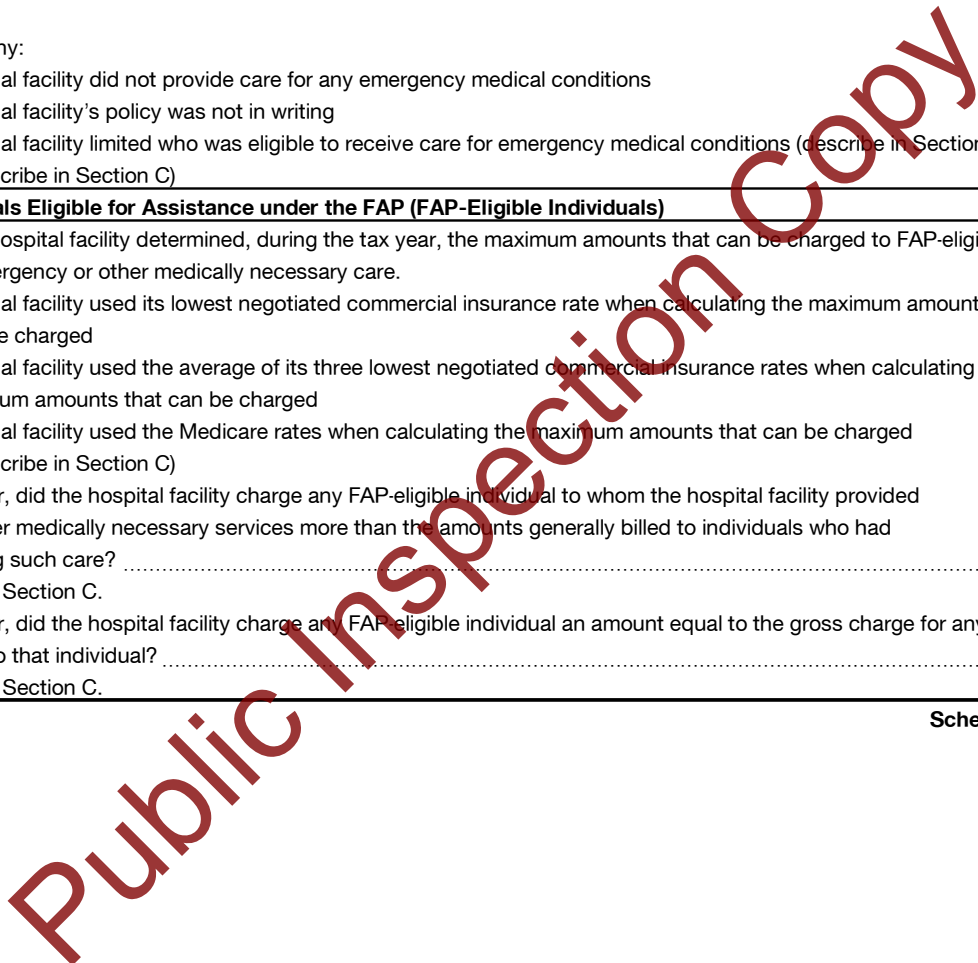 hy:
al facility did not provide care for any emergency medical conditions
al facility's policy was not in writing
al facility limited who was eligible to receive care for emergency medical conditions (describe in Section
cribe in Section C)
als Eligible for Assistance under the FAP (FAP-Eligible Individuals)
ospital facility determined, during the tax year, the maximum amounts that can be charged to FAP-eligi
ergency or other medically necessary care.
al facility used its lowest negotiated commercial insurance rate when calculating the maximum amount
e charged
al facility used the average of its three lowest negotiated commercial insurance rates when calculating
um amounts that can be charged
al facility used the Medicare rates when calculating the maximum amounts that can be charged
cribe in Section C)
r, did the hospital facility charge any FAP-eligible individual to whom the hospital facility provided
er medically necessary services more than the amounts generally billed to individuals who had
g such care?
Section C.
r, did the hospital facility charge any FAP-eligible individual an amount equal to the gross charge for any
o that individual?
Section C.
Sche
Public Inspection Copy